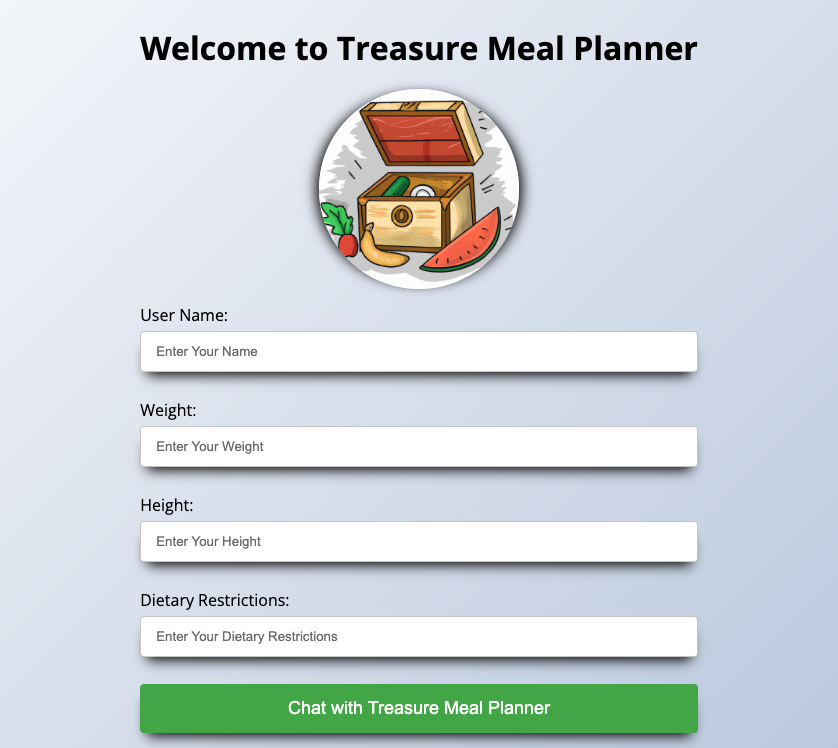 Welcome to Treasure Meal Planner
User Name:
Enter Your Name
Weight:
Enter Your Weight
Height:
Enter Your Height
Dietary Restrictions:
Enter Your Dietary Restrictions
Chat with Treasure Meal Planner